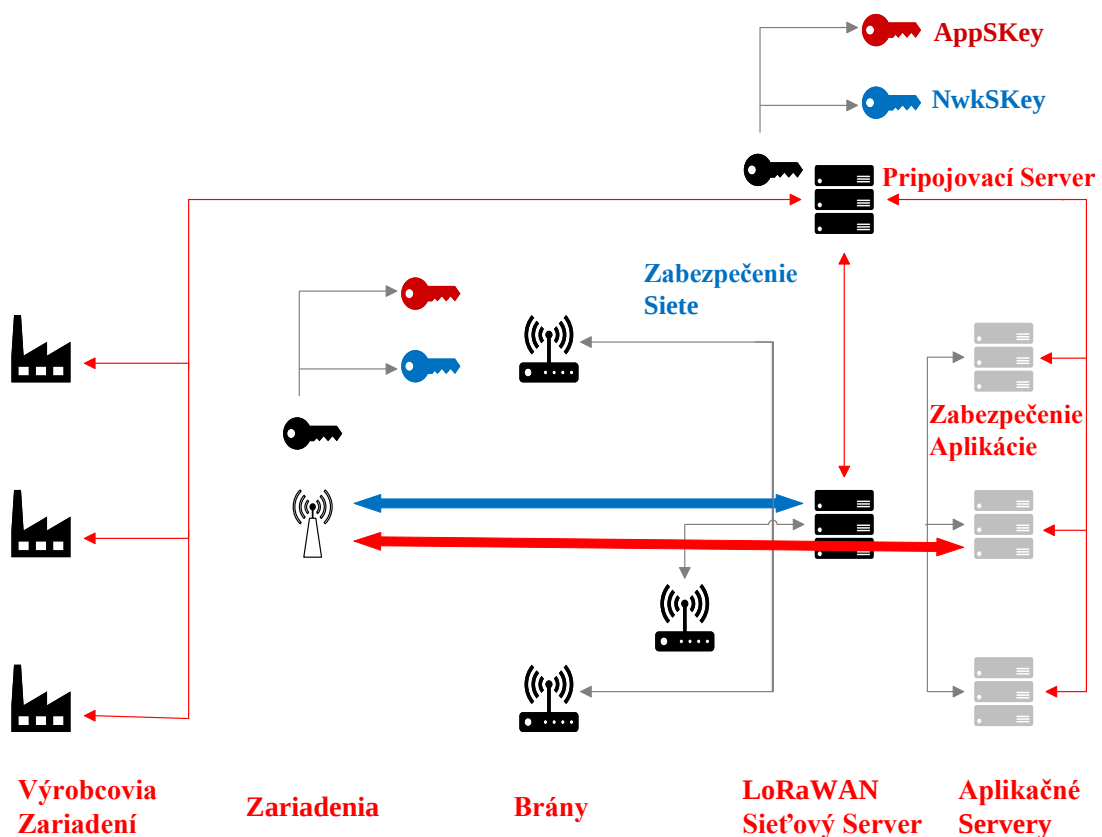 AppSKey
NwkSKey
Pripojovací Server
Zabezpečenie
Siete
Zabezpečenie
Aplikácie
Výrobcovia
Zariadení
Zariadenia
Brány
LoRaWAN
Sieťový Server
Aplikačné
Servery